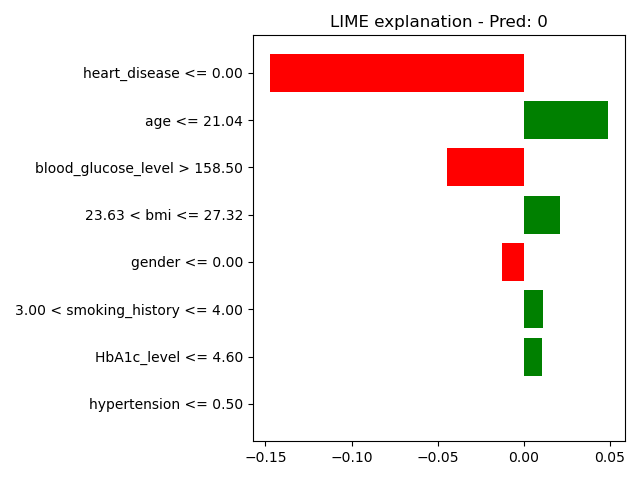 LIME explanation - Pred: 0
heart_disease <= 0.00
age <= 21.04
blood_glucose_level > 158.50
23.63 < bmi <= 27.32
gender <= 0.00
3.00 < smoking_history <= 4.00
HbA1c_level <= 4.60
hypertension <= 0.50
−0.15 −0.10 −0.05 0.00 0.05